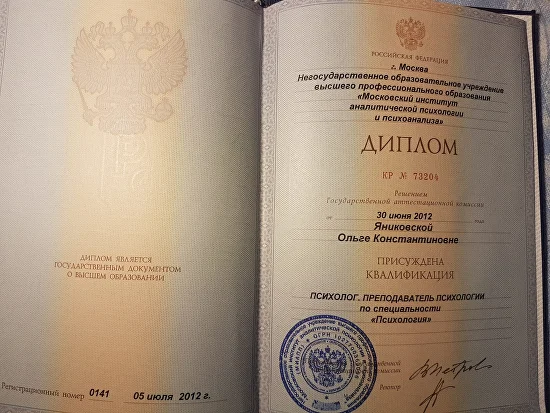 ДИПЛОМ ЯВЛЯЕТСЯ
ГОСУДАРСТВЕННЫМ ДОКУМЕНТОМ
О ВЫСШЕМ ОБРАЗОВАНИИ
Регистрационный номер 0141 05 июля 2012 г.
РОССИЙСКАЯ ФЕДЕРАЦИЯ
г. Москва
Негосударственное образовательное учреждение
высшего профессионального образования
«Московский институт
аналитической психологии
и психоанализа»
ДИПЛОМ
КР № 73204
Решением
Государственной аттестационной комиссии
от 30 июня 2012 года
Яниковской
Ольге Константиновне
ПРИСУЖДЕНА
КВАЛИФИКАЦИЯ
ПСИХОЛОГ. ПРЕПОДАВАТЕЛЬ ПСИХОЛОГИИ
по специальности
«Психология»
Ректор